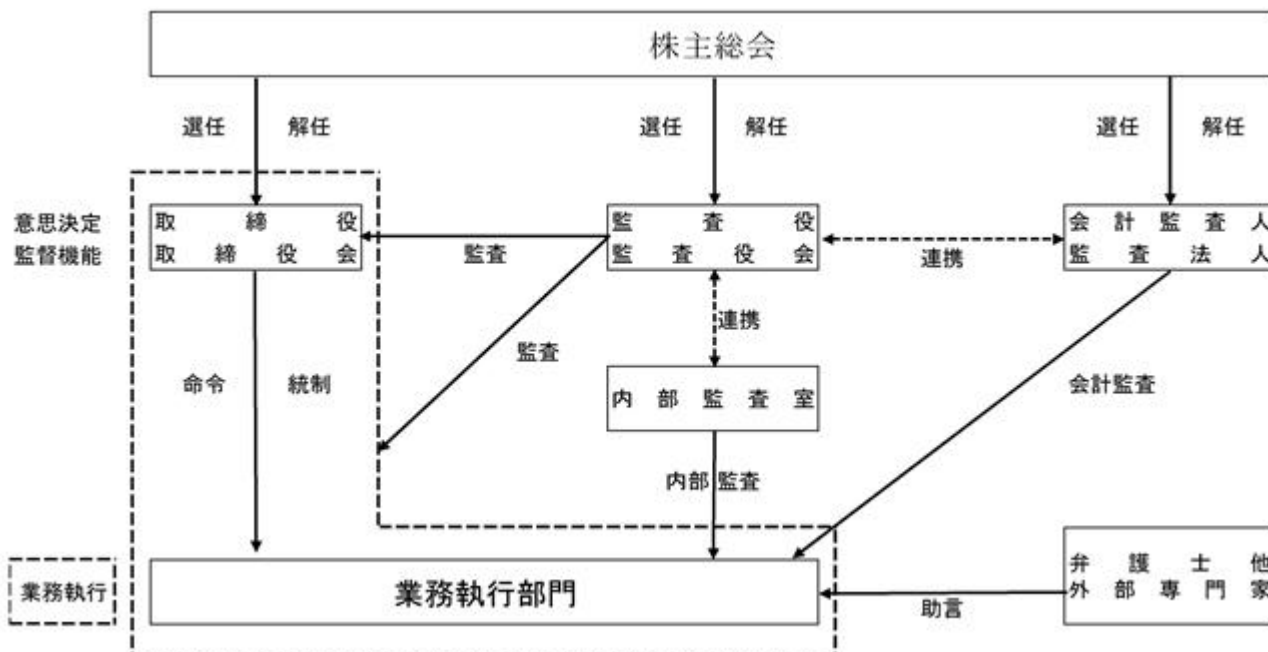 株主総会
選任 解任
選任 解任
選任 解任
意思決定
監督機能
取締役
取締役会
監査
監査役
監査役会
連携
会計監査人
監査法人
連携
監査
命令 統制
内部監査室
会計監査
内部監査
業務執行
業務執行部門
助言
弁護士他
外部専門家